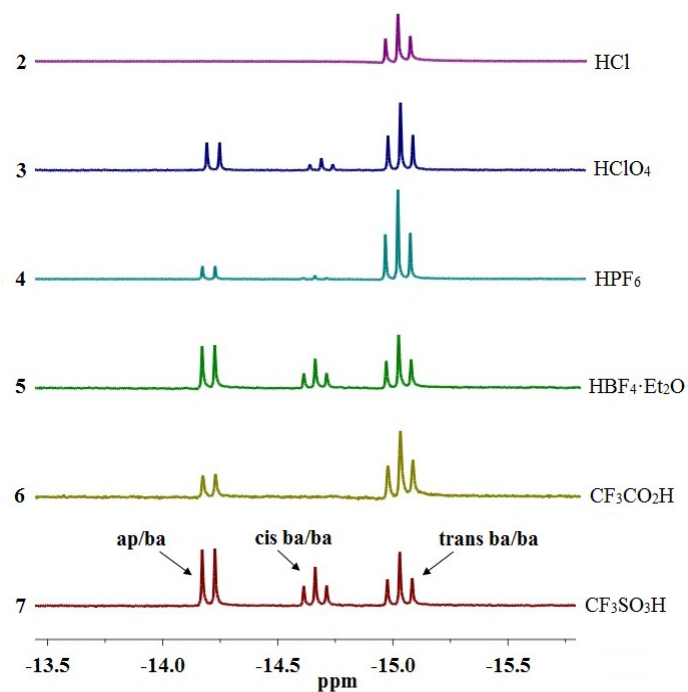 2 HCl
3 HClO₄
4 HPF₆
5 HBF₄·Et₂O
6 CF₃CO₂H
ap/ba cis ba/ba trans ba/ba
7 CF₃SO₃H
-13.5 -14.0 -14.5 -15.0 -15.5
ppm